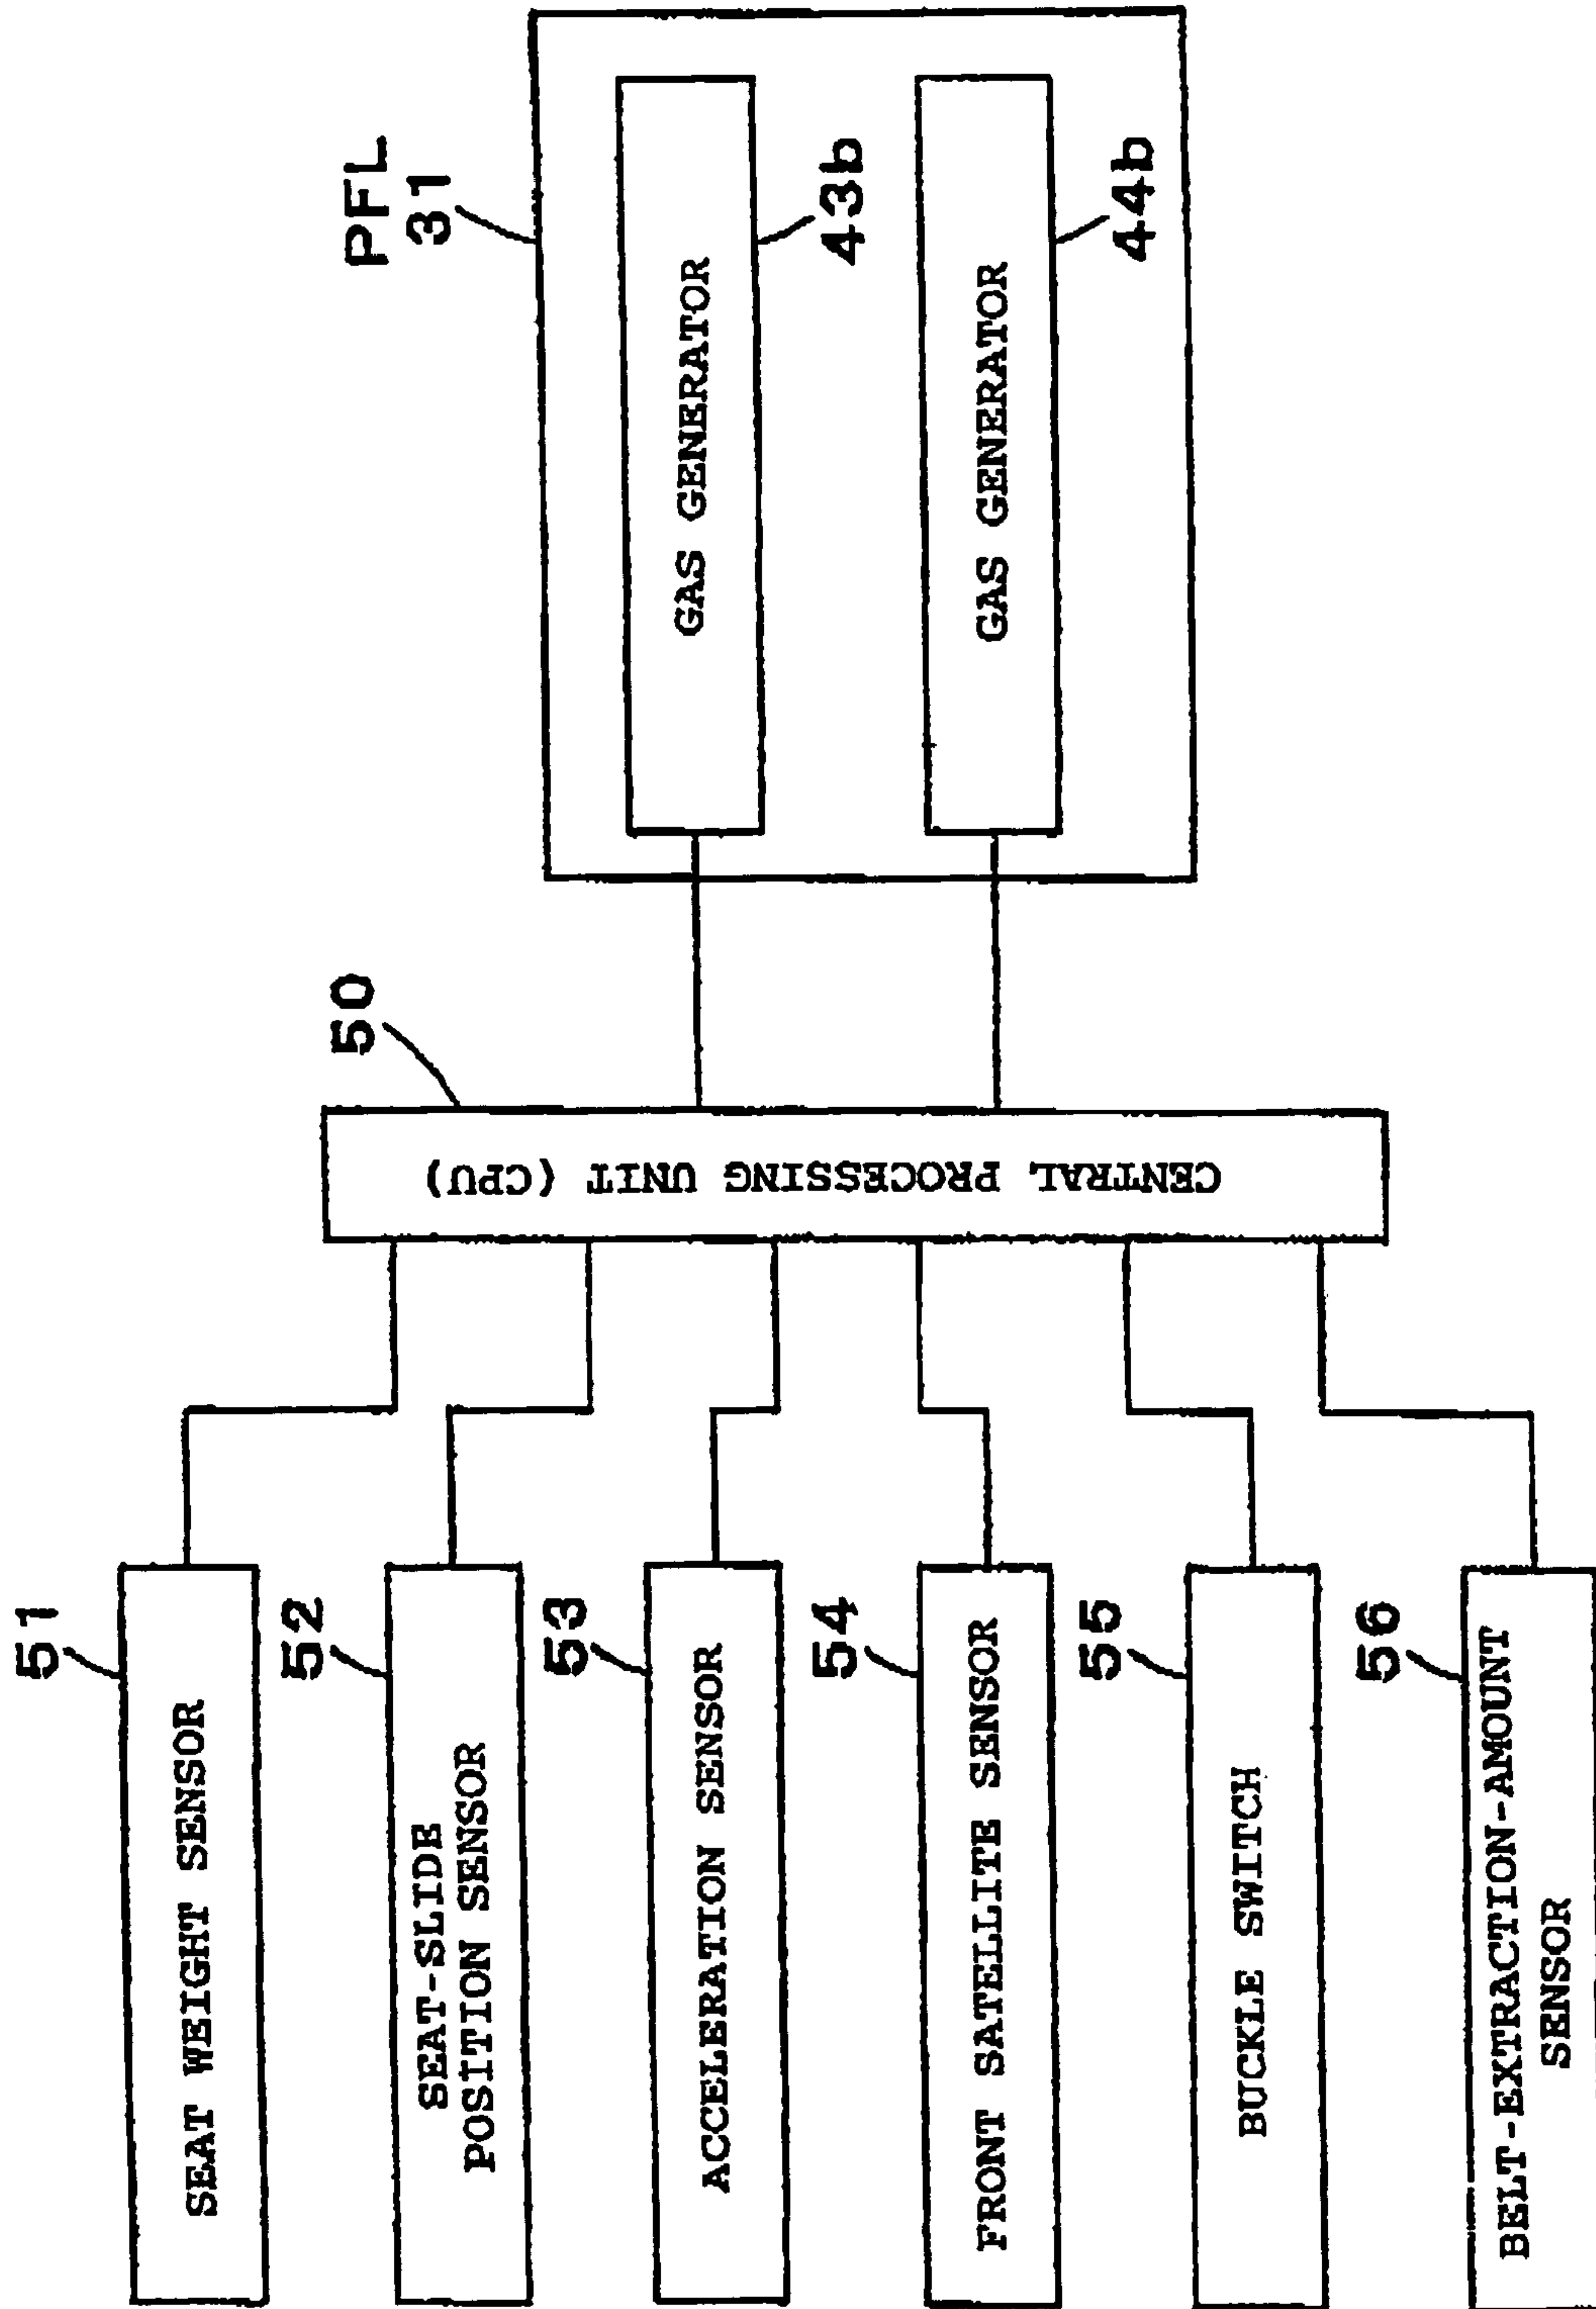 51
SEAT WEIGHT SENSOR
52
SEAT-SLIDE
POSITION SENSOR
53
ACCELERATION SENSOR
54
FRONT SATELLITE SENSOR
55
BUCKLE SWITCH
56
BELT-EXTRACTION-AMOUNT
SENSOR
50
CENTRAL PROCESSING UNIT (CPU)
PFL
31
GAS GENERATOR
43b
GAS GENERATOR
44b